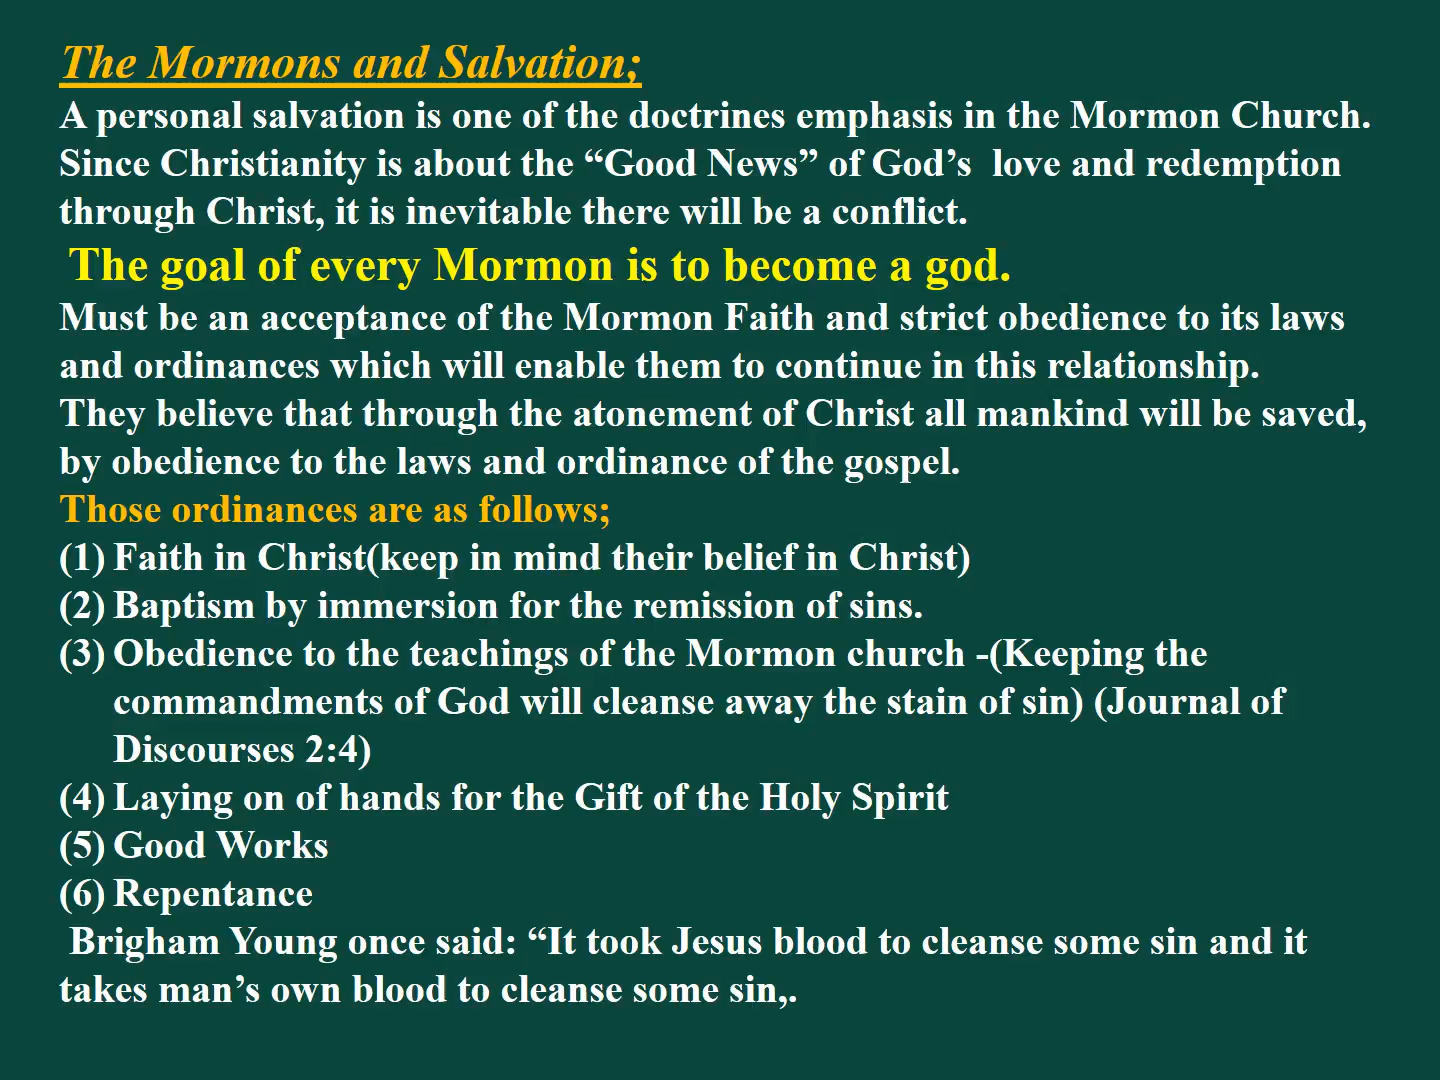 The Mormons and Salvation;
A personal salvation is one of the doctrines emphasis in the Mormon Church.
Since Christianity is about the “Good News” of God’s  love and redemption
through Christ, it is inevitable there will be a conflict.
The goal of every Mormon is to become a god.
Must be an acceptance of the Mormon Faith and strict obedience to its laws
and ordinances which will enable them to continue in this relationship.
They believe that through the atonement of Christ all mankind will be saved,
by obedience to the laws and ordinance of the gospel.
Those ordinances are as follows;
(1) Faith in Christ(keep in mind their belief in Christ)
(2) Baptism by immersion for the remission of sins.
(3) Obedience to the teachings of the Mormon church -(Keeping the
commandments of God will cleanse away the stain of sin) (Journal of
Discourses 2:4)
(4) Laying on of hands for the Gift of the Holy Spirit
(5) Good Works
(6) Repentance
Brigham Young once said: “It took Jesus blood to cleanse some sin and it
takes man’s own blood to cleanse some sin,.